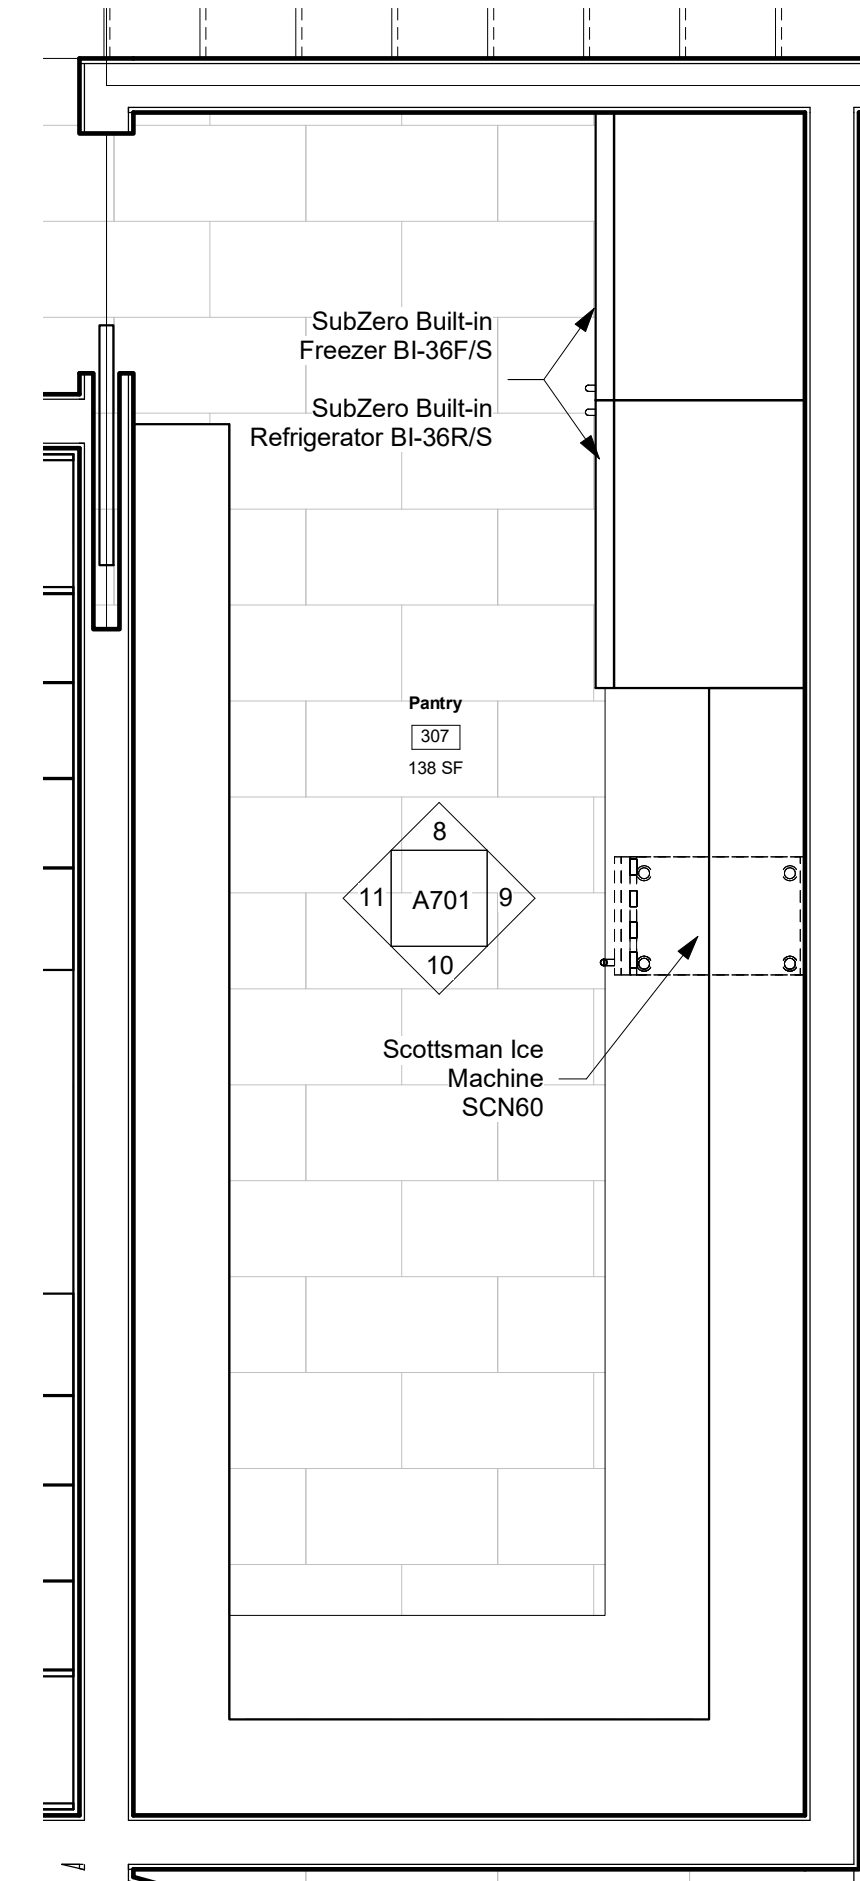 SubZero Built-in
Freezer BI-36F/S
SubZero Built-in
Refrigerator BI-36R/S
Pantry
307
138 SF
8
11
A701
9
10
Scottsman Ice
Machine
SCN60